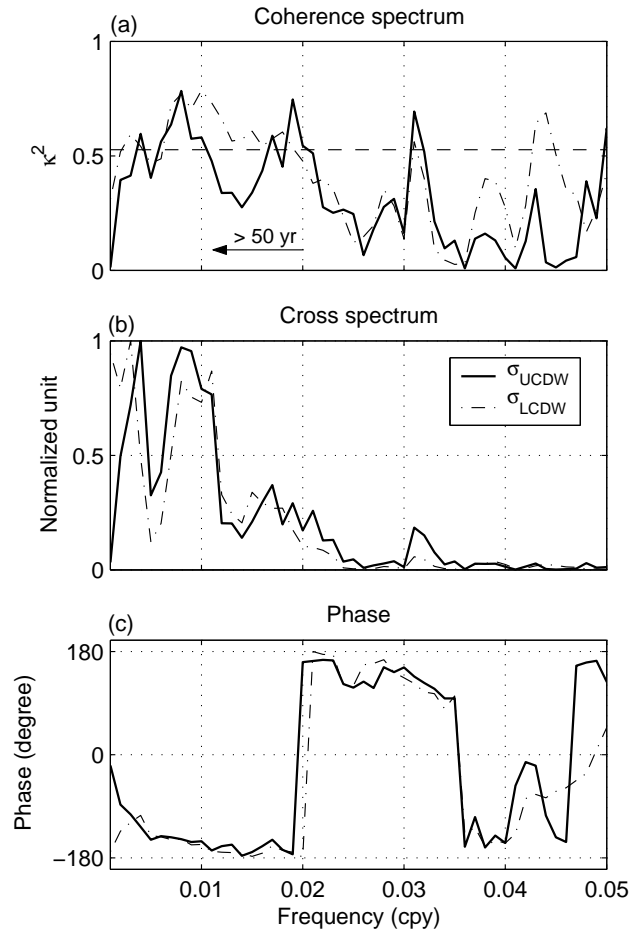 Coherence spectrum
(a)
1
0.5
0
κ²
> 50 yr
Cross spectrum
(b)
1
0.5
0
Normalized unit
σUCDW
σLCDW
Phase
(c)
180
0
−180
Phase (degree)
0.01 0.02 0.03 0.04 0.05
Frequency (cpy)